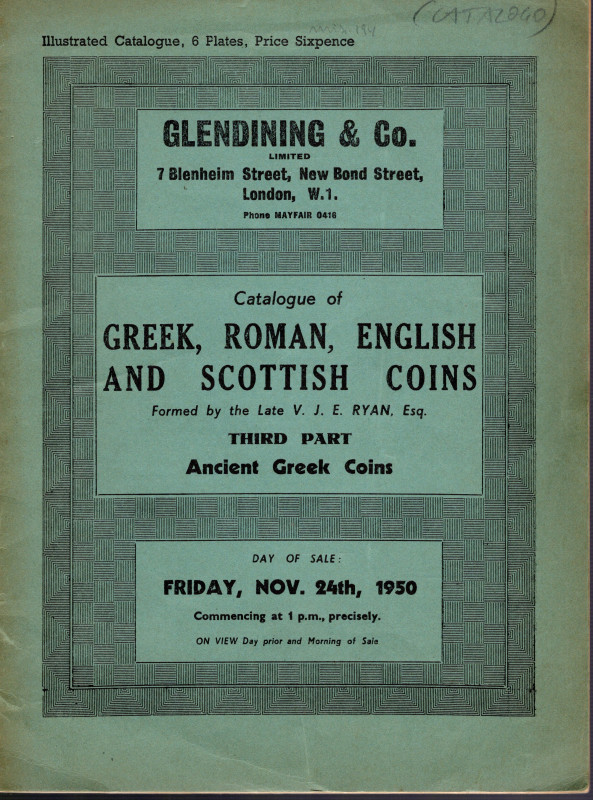 (CATALOGO)
Illustrated Catalogue, 6 Plates, Price Sixpence
GLENDINING & Co.
LIMITED
7 Blenheim Street, New Bond Street,
London, W.1.
Phone MAYFAIR 0416
Catalogue of
GREEK, ROMAN, ENGLISH
AND SCOTTISH COINS
Formed by the Late V. J. E. RYAN, Esq.
THIRD PART
Ancient Greek Coins
DAY OF SALE:
FRIDAY, NOV. 24th, 1950
Commencing at 1 p.m., precisely.
ON VIEW Day prior and Morning of Sale